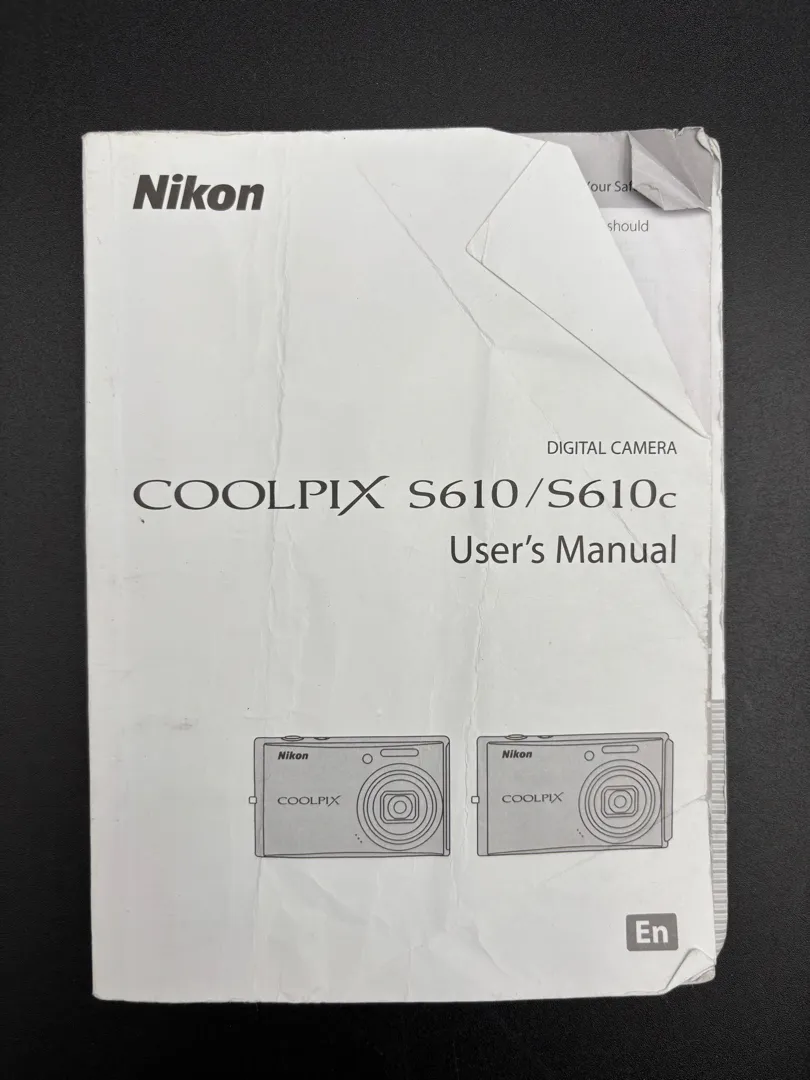 Nikon
Your Saf
should
DIGITAL CAMERA
COOLPIX S610/S610c
User's Manual
Nikon
COOLPIX
Nikon
COOLPIX
En